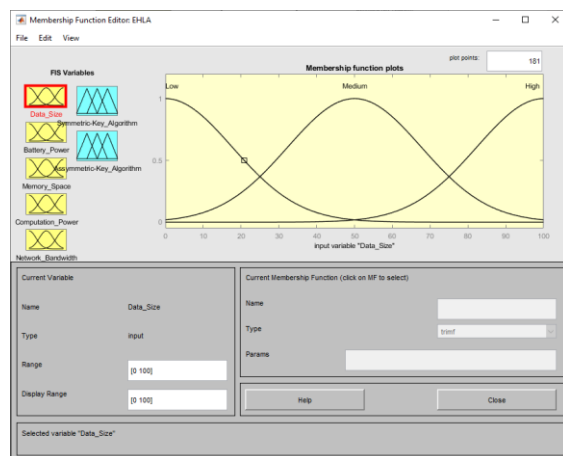 Membership Function Editor: EHLA
File Edit View
FIS Variables
Data_Size
Battery_Power
Memory_Space
Computation_Power
Network_Bandwidth
Symmetric-Key_Algorithm
Assymmetric-Key_Algorithm
plot points: 181
Membership function plots
Low Medium High
1
0.5
0
0 10 20 30 40 50 60 70 80 90 100
input variable "Data_Size"
Current Variable
Name Data_Size
Type input
Range [0 100]
Display Range [0 100]
Current Membership Function (click on MF to select)
Name
Type trimf
Params
Help Close
Selected variable "Data_Size"